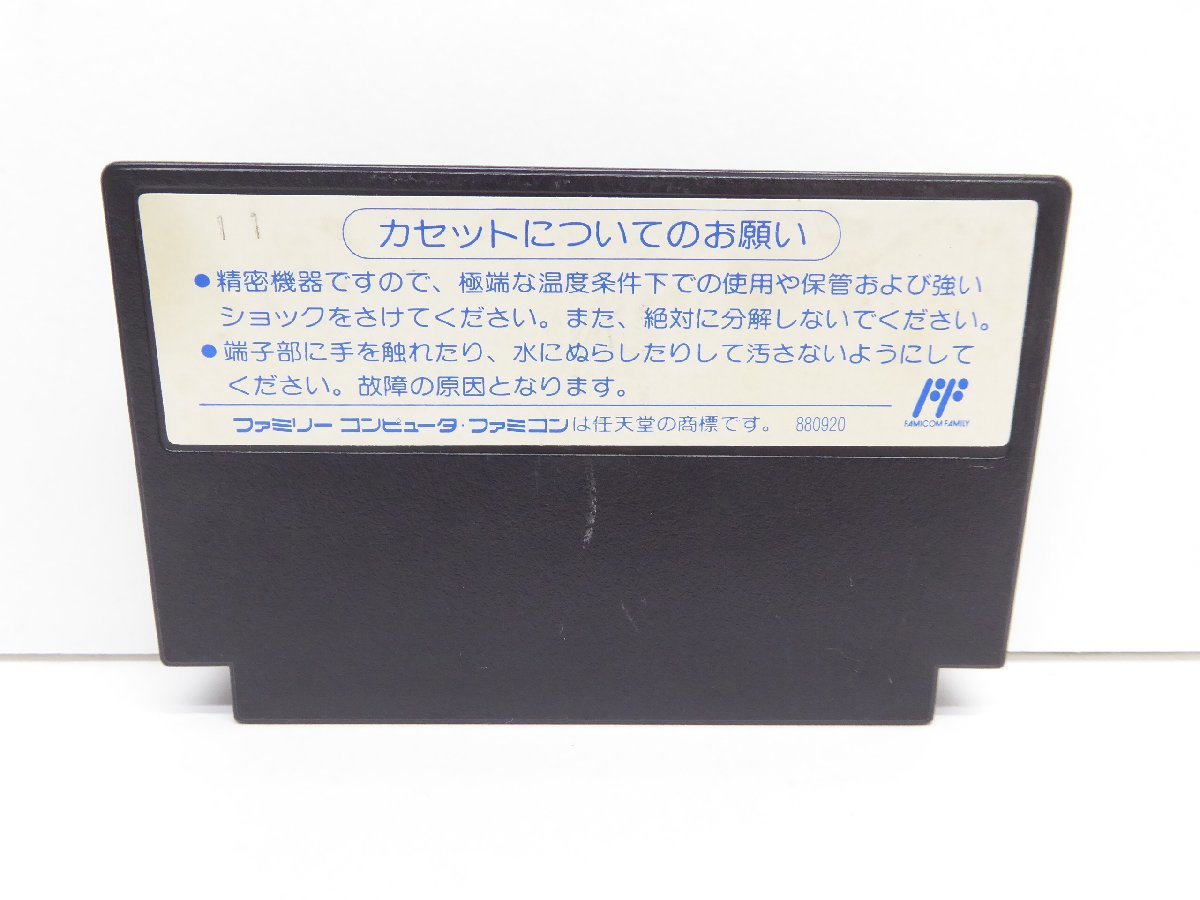 11
カセットについてのお願い
●精密機器ですので、極端な温度条件下での使用や保管および強い
ショックをさけてください。また、絶対に分解しないでください。
●端子部に手を触れたり、水にぬらしたりして汚さないようにして
ください。故障の原因となります。
ファミリーコンピュータ・ファミコンは任天堂の商標です。 880920
FAMICOM FAMILY